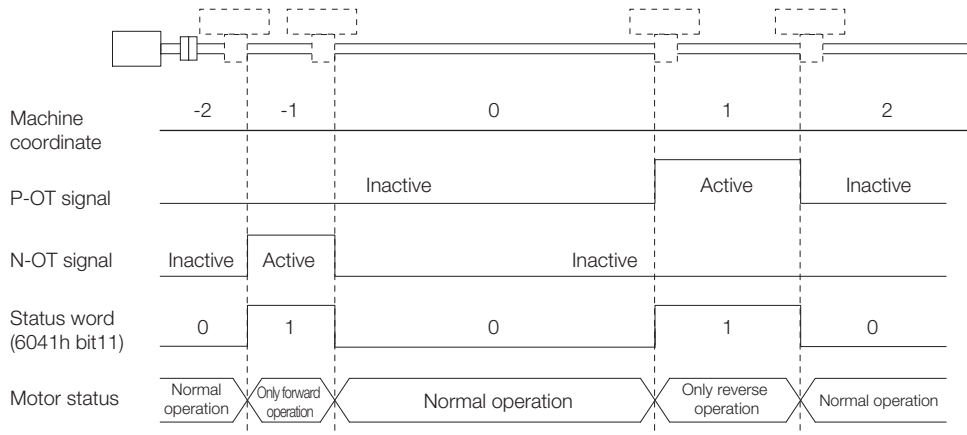 Machine coordinate -2 -1 0 1 2
P-OT signal Inactive Active Inactive
N-OT signal Inactive Active Inactive
Status word (6041h bit11) 0 1 0 1 0
Motor status Normal operation Only forward operation Normal operation Only reverse operation Normal operation